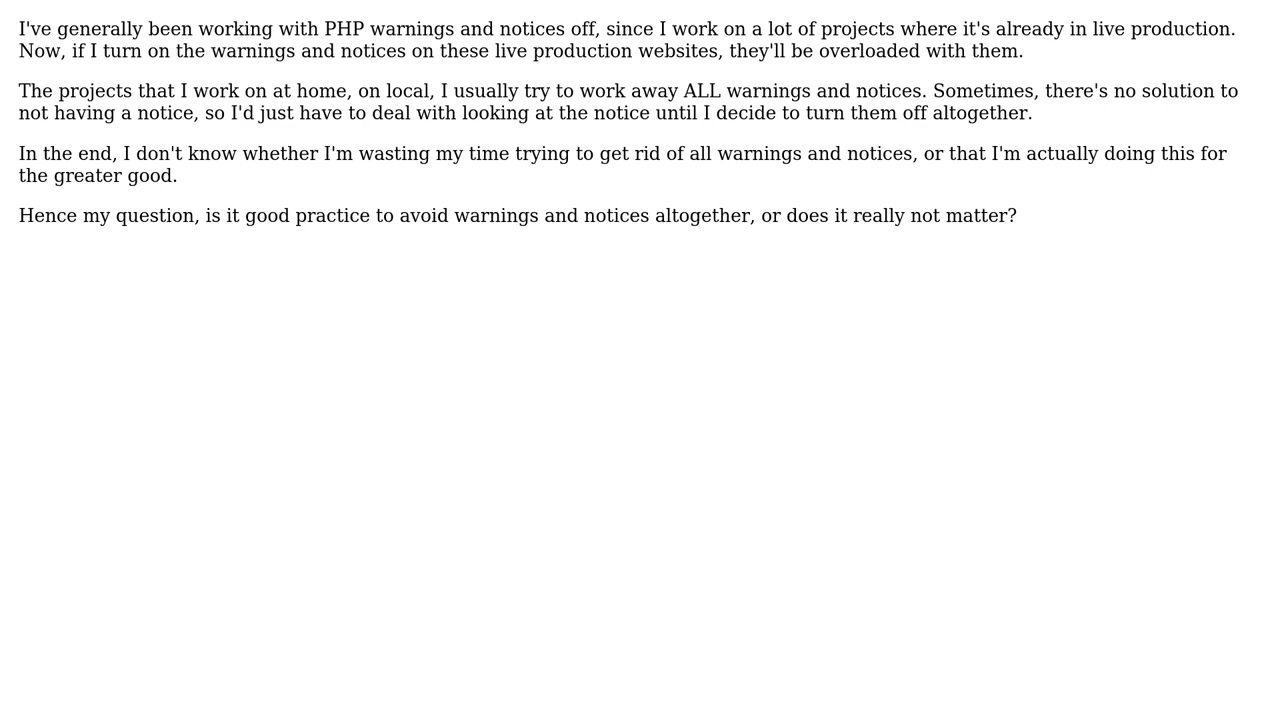 I've generally been working with PHP warnings and notices off, since I work on a lot of projects where it's already in live production.
Now, if I turn on the warnings and notices on these live production websites, they'll be overloaded with them.
The projects that I work on at home, on local, I usually try to work away ALL warnings and notices. Sometimes, there's no solution to
not having a notice, so I'd just have to deal with looking at the notice until I decide to turn them off altogether.
In the end, I don't know whether I'm wasting my time trying to get rid of all warnings and notices, or that I'm actually doing this for
the greater good.
Hence my question, is it good practice to avoid warnings and notices altogether, or does it really not matter?